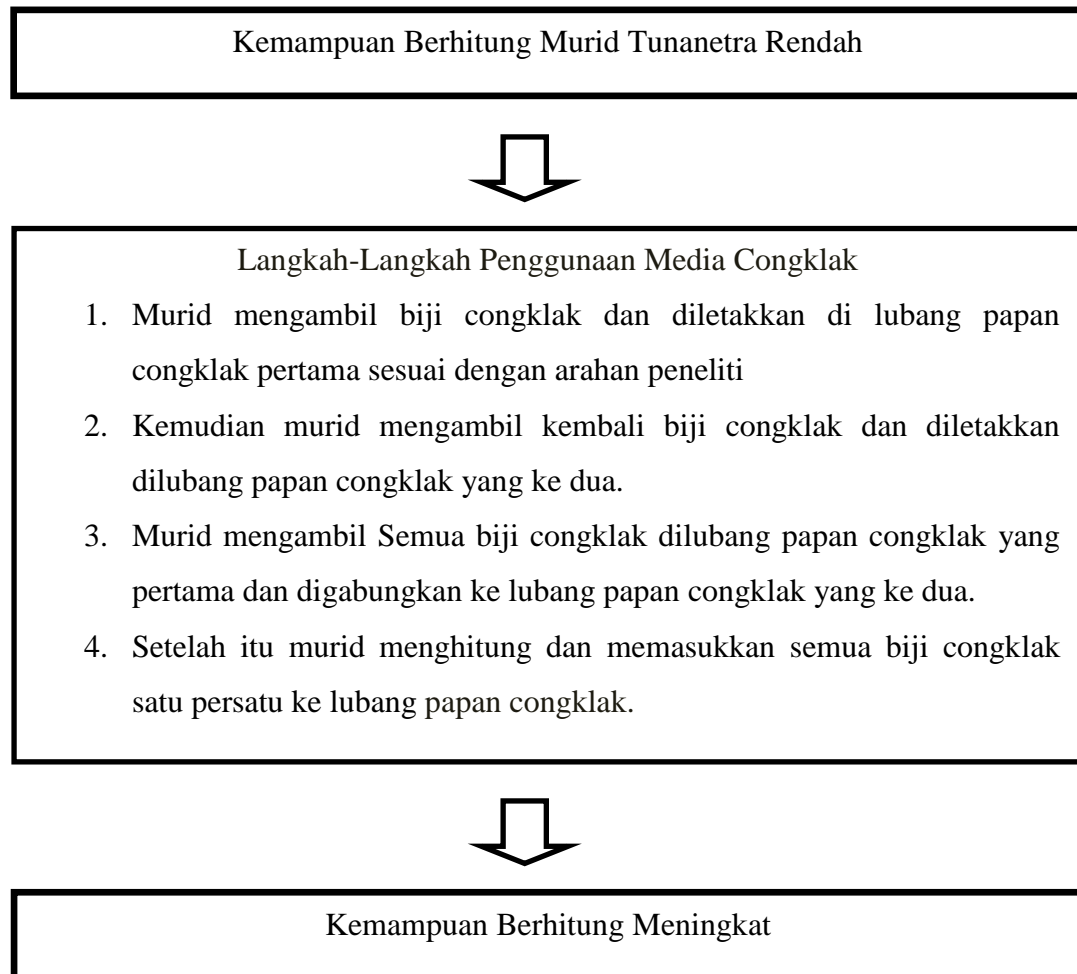 Kemampuan Berhitung Murid Tunanetra Rendah
Langkah-Langkah Penggunaan Media Congklak
1. Murid mengambil biji congklak dan diletakkan di lubang papan
congklak pertama sesuai dengan arahan peneliti
2. Kemudian murid mengambil kembali biji congklak dan diletakkan
dilubang papan congklak yang ke dua.
3. Murid mengambil Semua biji congklak dilubang papan congklak yang
pertama dan digabungkan ke lubang papan congklak yang ke dua.
4. Setelah itu murid menghitung dan memasukkan semua biji congklak
satu persatu ke lubang papan congklak.
Kemampuan Berhitung Meningkat